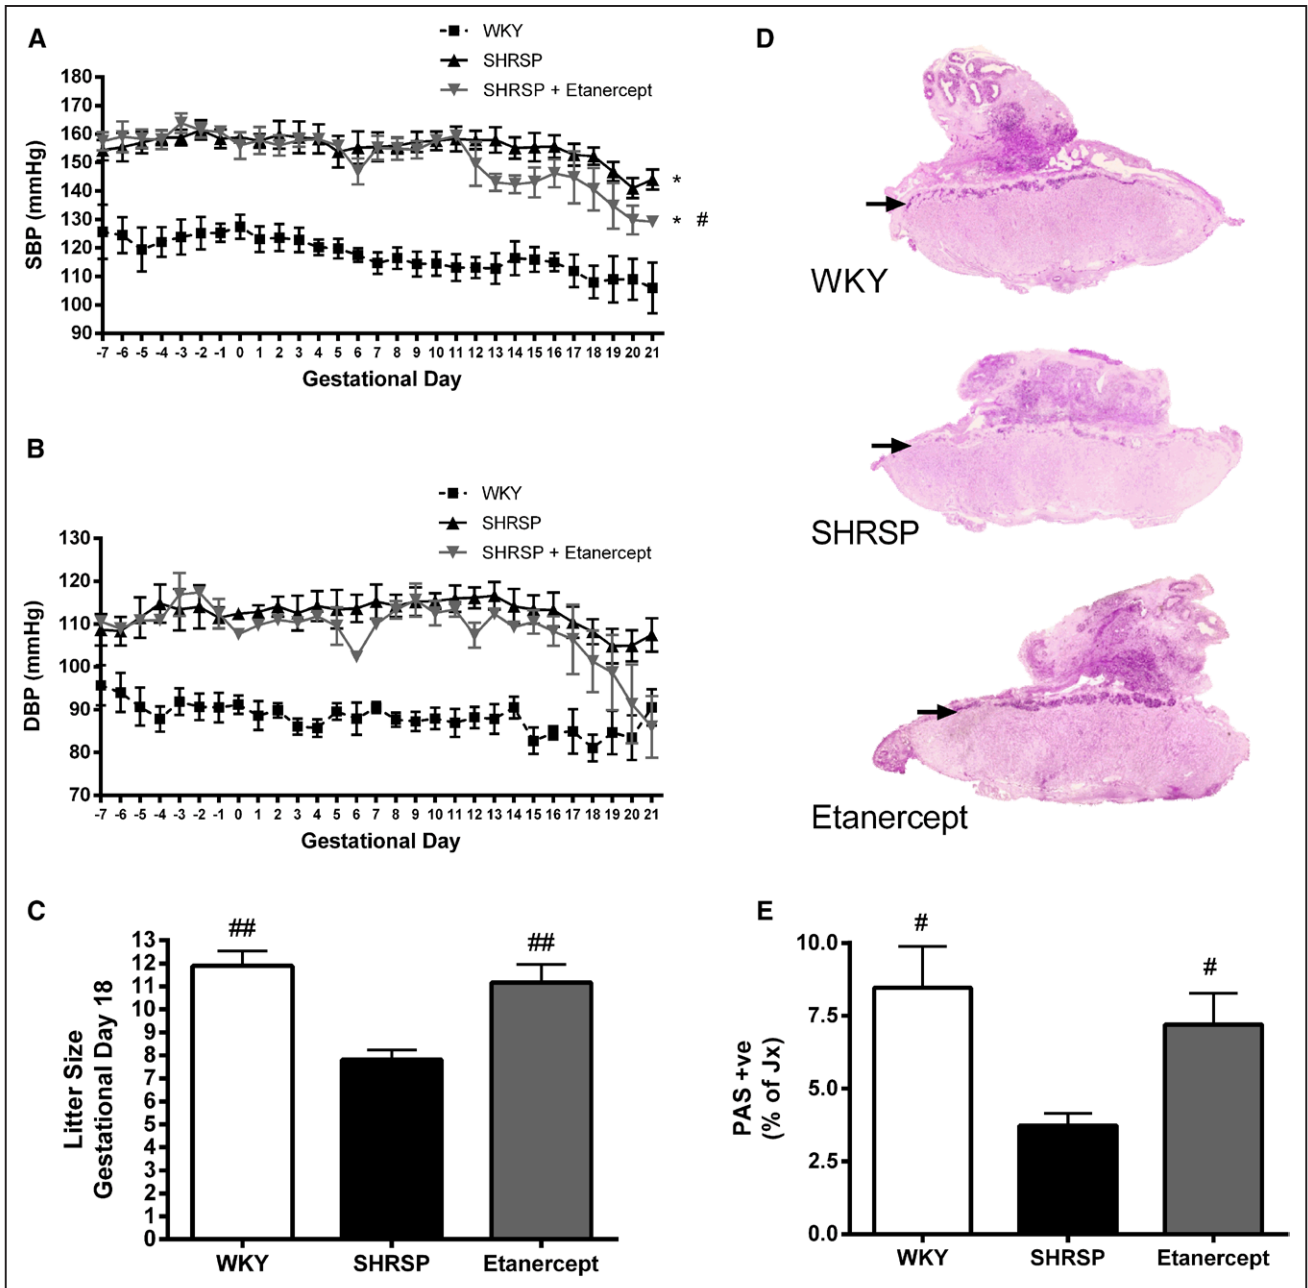 A
WKY
SHRSP
SHRSP + Etanercept
SBP (mmHg)
180
170
160
150
140
130
120
110
100
90
*
* #
-7 -6 -5 -4 -3 -2 -1 0 1 2 3 4 5 6 7 8 9 10 11 12 13 14 15 16 17 18 19 20 21
Gestational Day
B
WKY
SHRSP
SHRSP + Etanercept
DBP (mmHg)
130
120
110
100
90
80
70
-7 -6 -5 -4 -3 -2 -1 0 1 2 3 4 5 6 7 8 9 10 11 12 13 14 15 16 17 18 19 20 21
Gestational Day
C
Litter Size
Gestational Day 18
13
12
11
10
9
8
7
6
5
4
3
2
1
0
##
##
WKY SHRSP Etanercept
D
WKY
SHRSP
Etanercept
E
PAS +ve
(% of Jx)
10.0
7.5
5.0
2.5
0.0
#
#
WKY SHRSP Etanercept